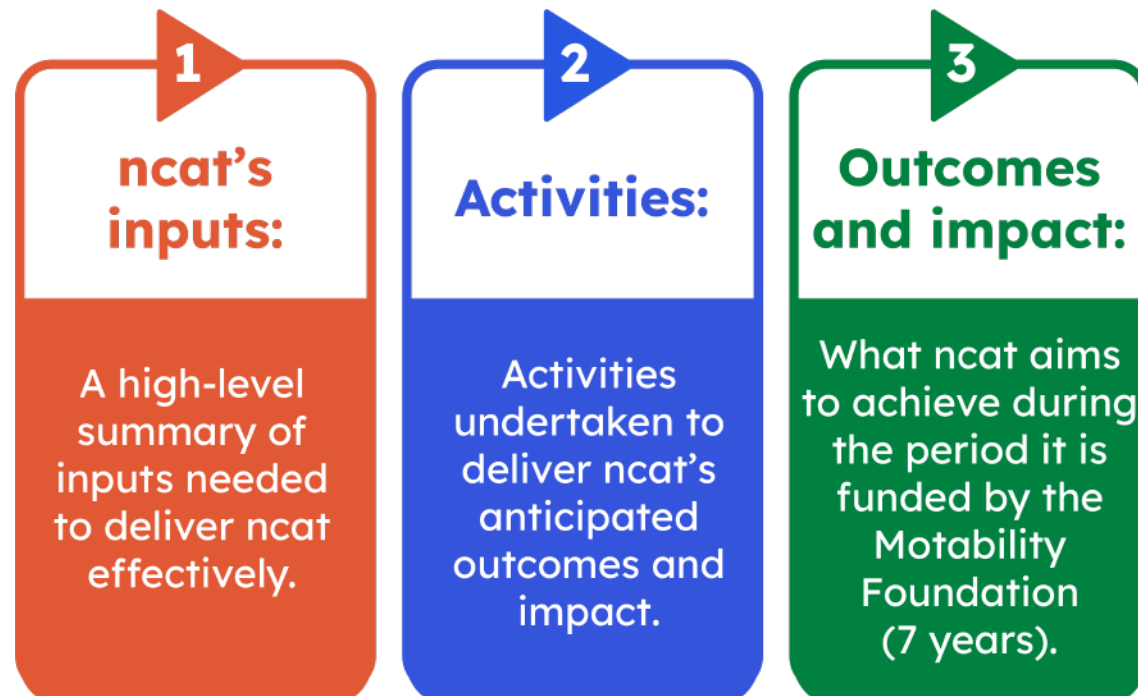 1
ncat’s
inputs:
A high-level
summary of
inputs needed
to deliver ncat
effectively.
2
Activities:
Activities
undertaken to
deliver ncat’s
anticipated
outcomes and
impact.
3
Outcomes
and impact:
What ncat aims
to achieve during
the period it is
funded by the
Motability
Foundation
(7 years).